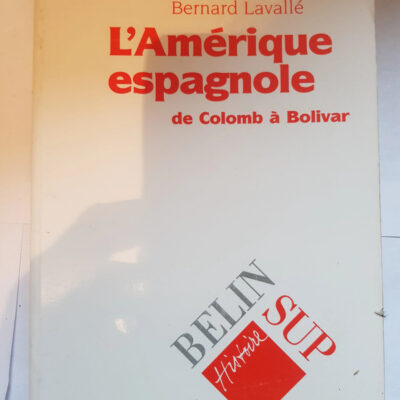 Bernard Lavallé
L'Amérique
espagnole
de Colomb à Bolivar
BELIN
SUP
Histoire